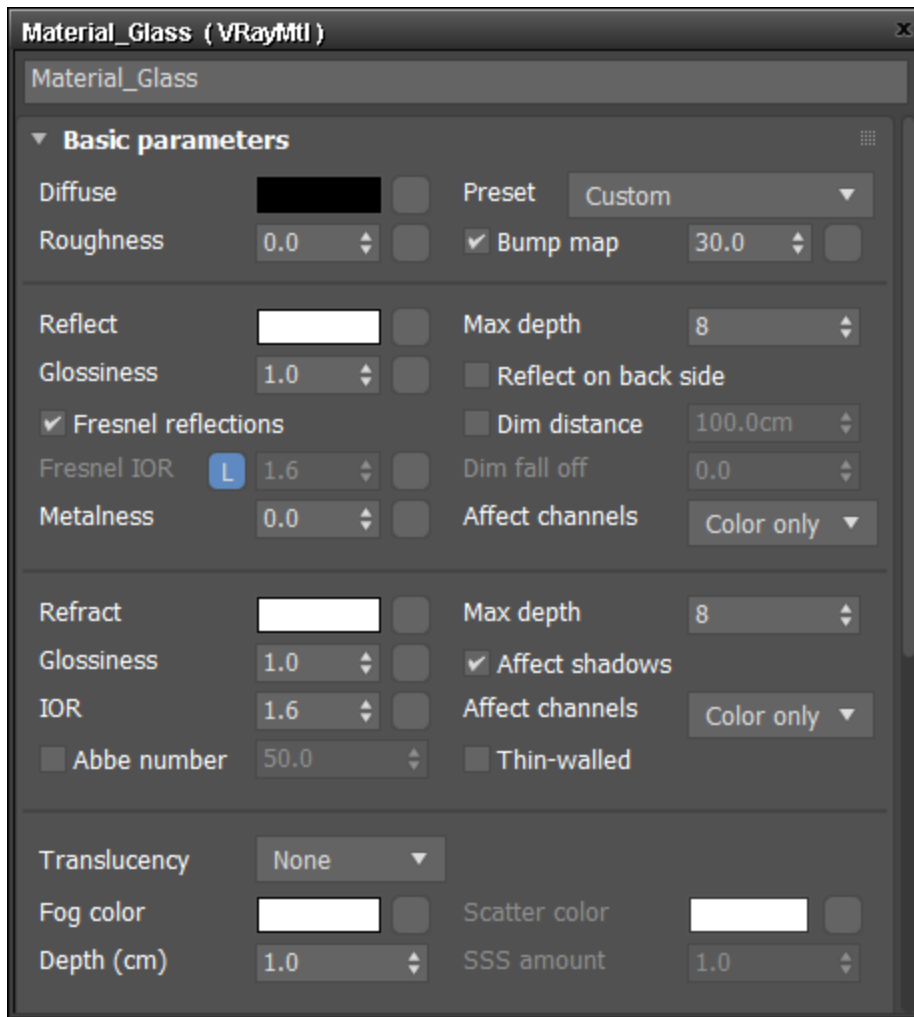 Material_Glass ( VRayMtl )
x
Material_Glass
Basic parameters
Diffuse Preset Custom
Roughness 0.0 Bump map 30.0
Reflect Max depth 8
Glossiness 1.0 Reflect on back side
Fresnel reflections Dim distance 100.0cm
Fresnel IOR L 1.6 Dim fall off 0.0
Metalness 0.0 Affect channels Color only
Refract Max depth 8
Glossiness 1.0 Affect shadows
IOR 1.6 Affect channels Color only
Abbe number 50.0 Thin-walled
Translucency None
Fog color Scatter color
Depth (cm) 1.0 SSS amount 1.0